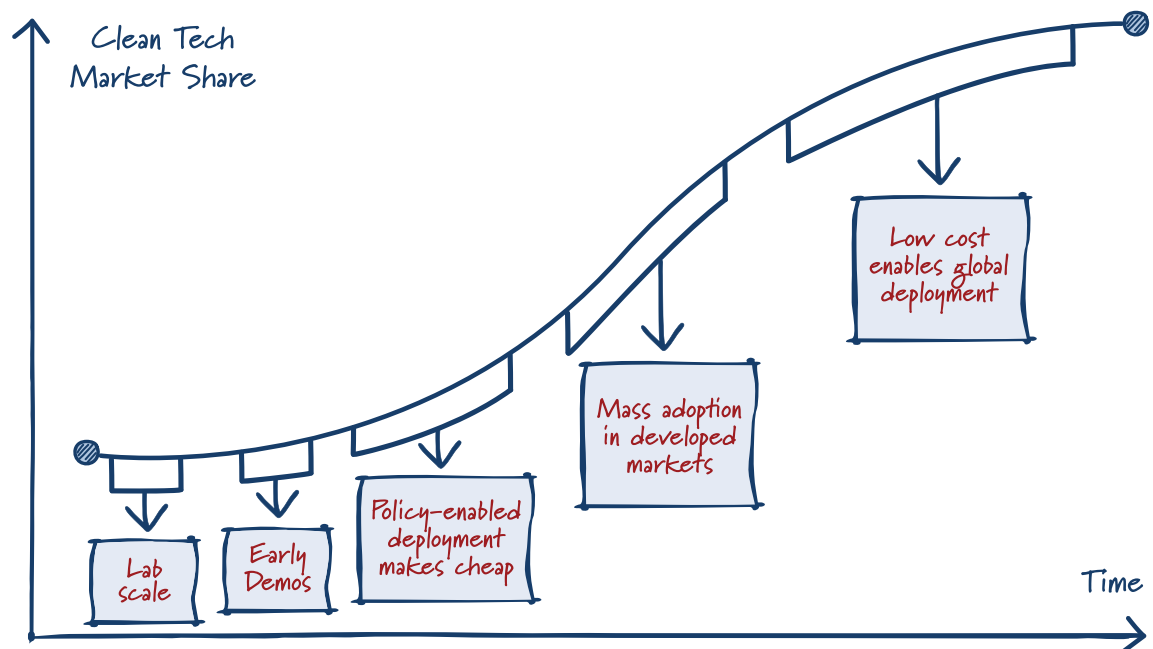 Clean Tech
Market Share
Low cost
enables global
deployment
Mass adoption
in developed
markets
Policy-enabled
deployment
makes cheap
Early
Demos
Lab
scale
Time